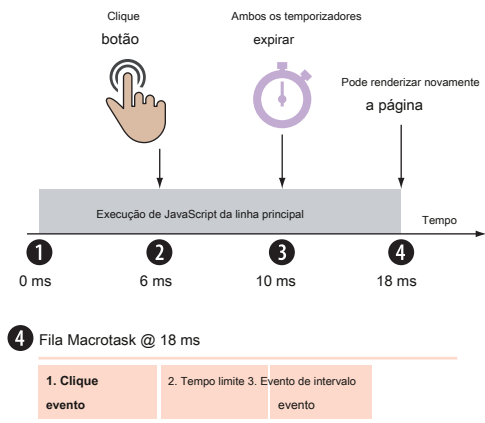 Clique
botão
Ambos os temporizadores
expirar
Pode renderizar novamente
a página
Execução de JavaScript da linha principal
Tempo
1 2 3 4
0 ms 6 ms 10 ms 18 ms
4 Fila Macrotask @ 18 ms
1. Clique
evento
2. Tempo limite 3. Evento de intervalo
evento